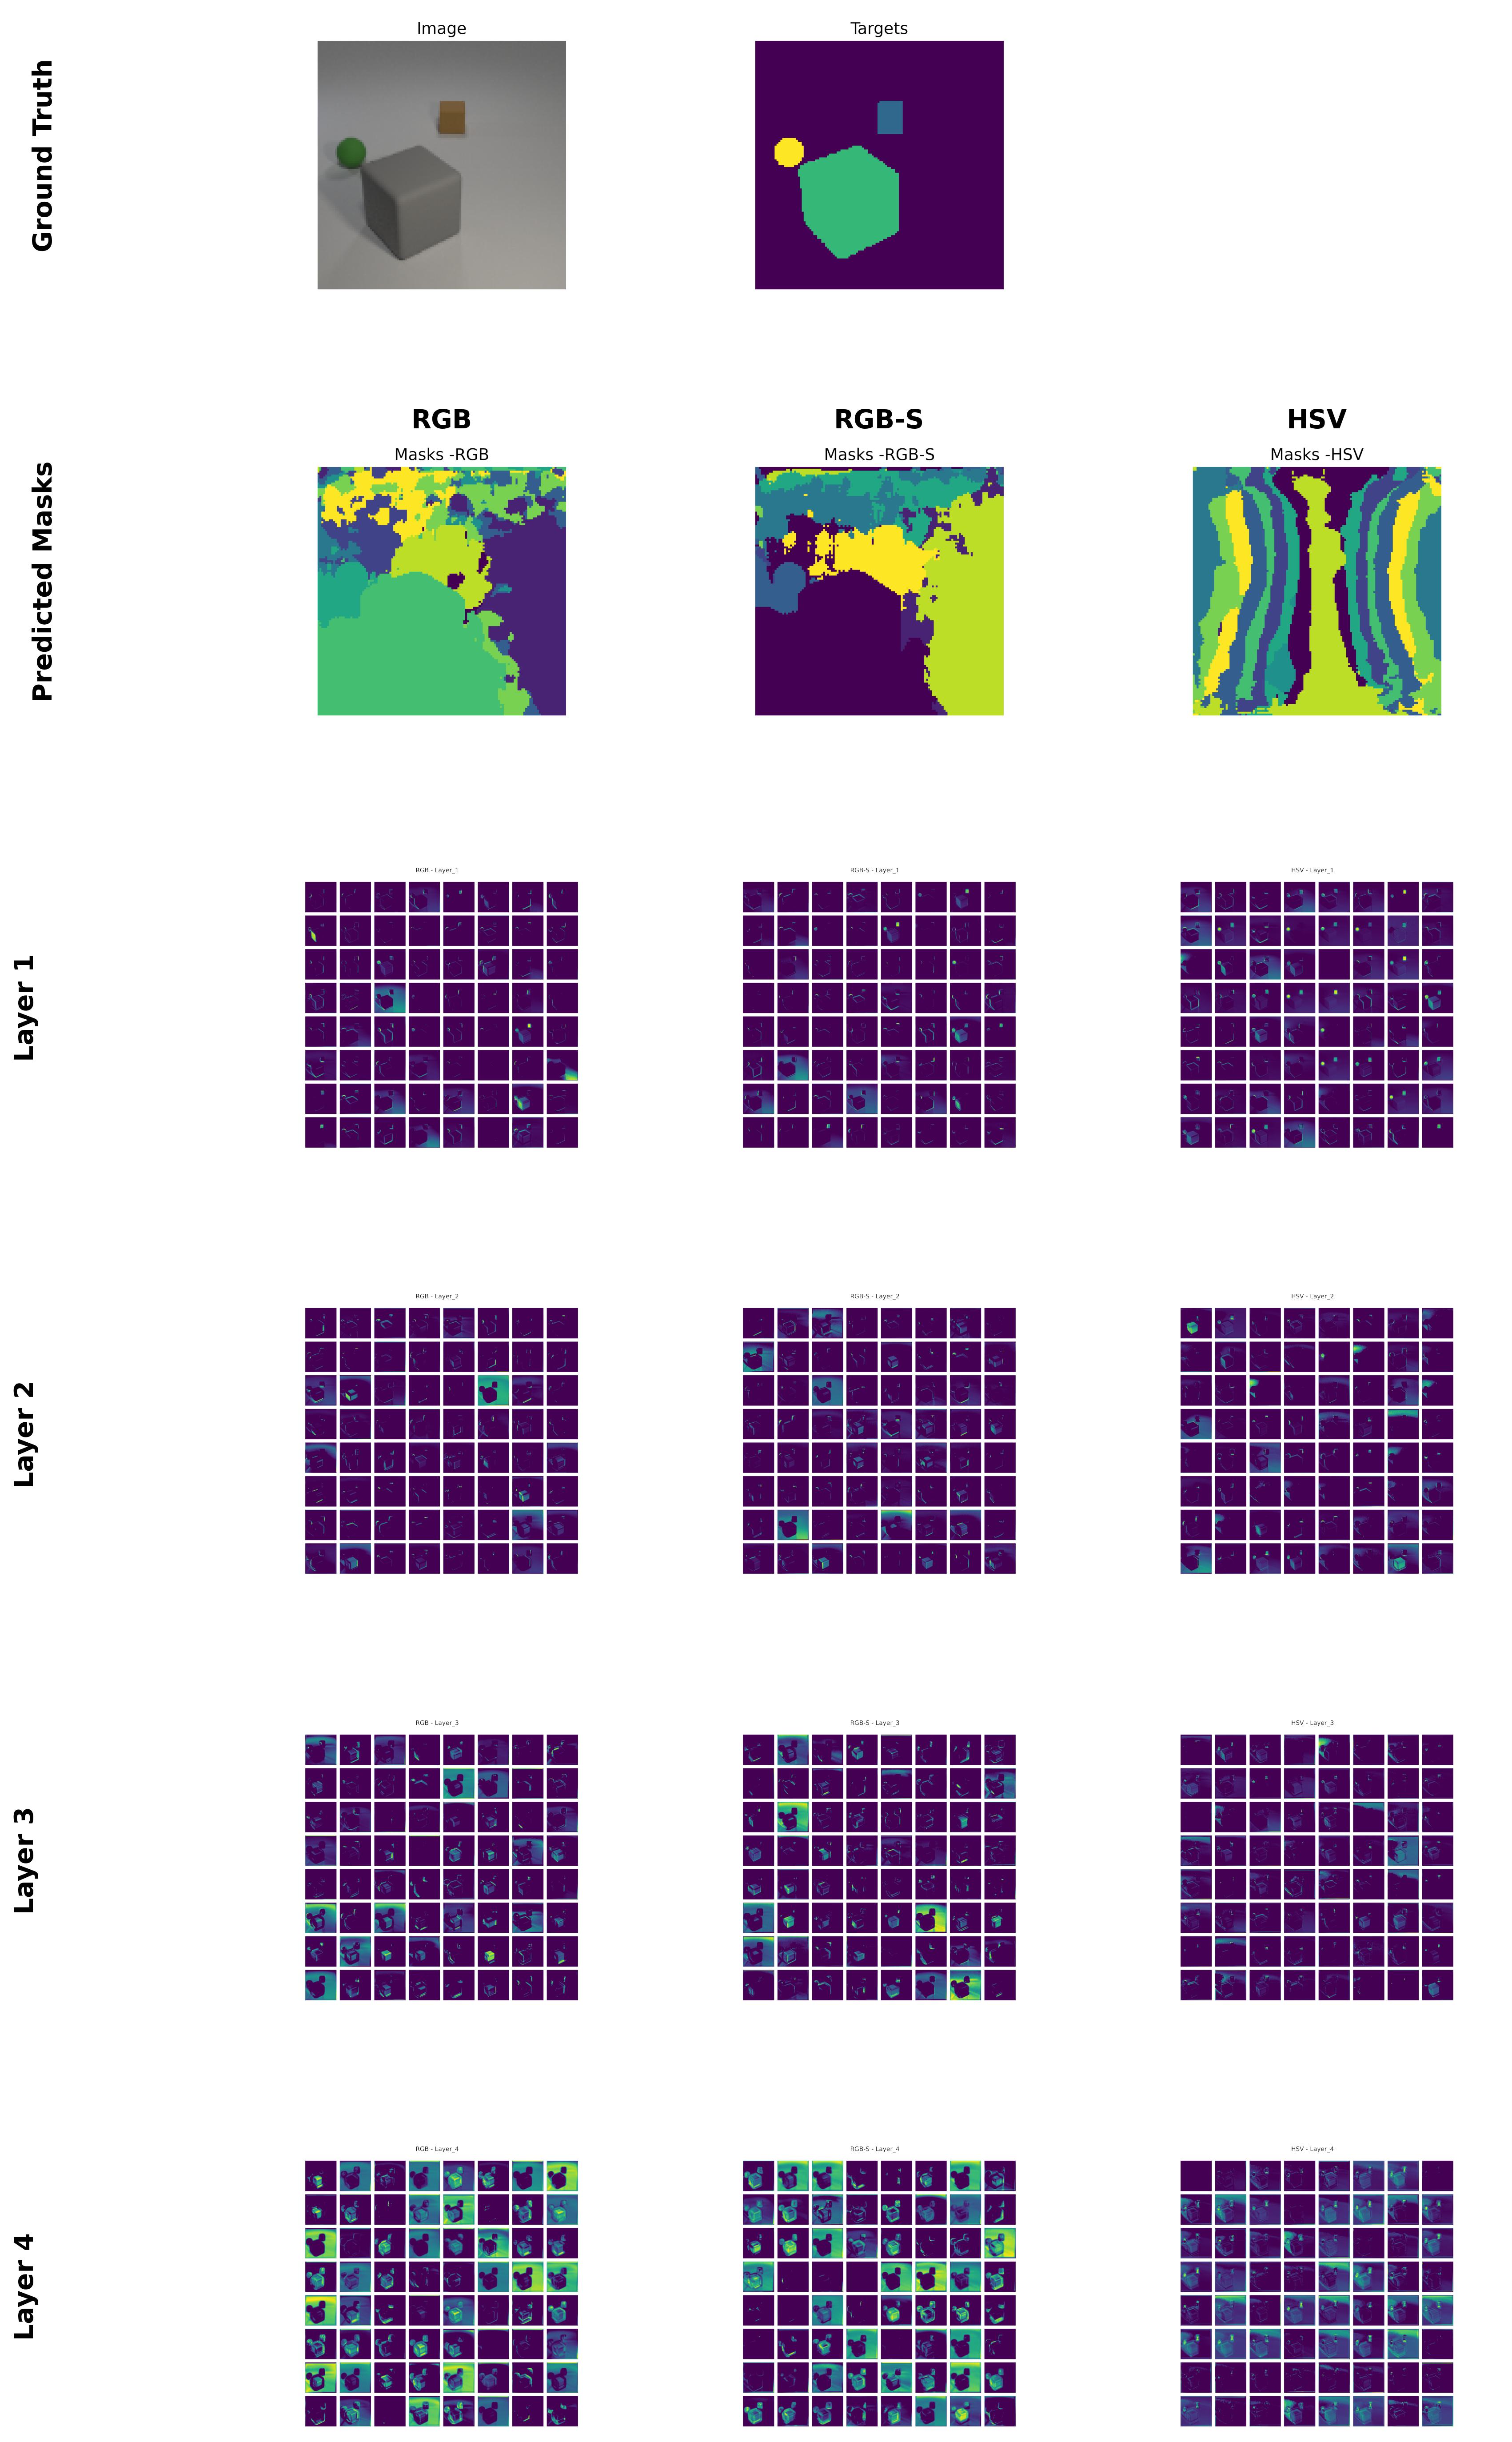 Image
Targets
Ground Truth
RGB
RGB-S
HSV
Masks -RGB
Masks -RGB-S
Masks -HSV
Predicted Masks
RGB - Layer_1
RGB-S - Layer_1
HSV - Layer_1
Layer 1
RGB - Layer_2
RGB-S - Layer_2
HSV - Layer_2
Layer 2
RGB - Layer_3
RGB-S - Layer_3
HSV - Layer_3
Layer 3
RGB - Layer_4
RGB-S - Layer_4
HSV - Layer_4
Layer 4